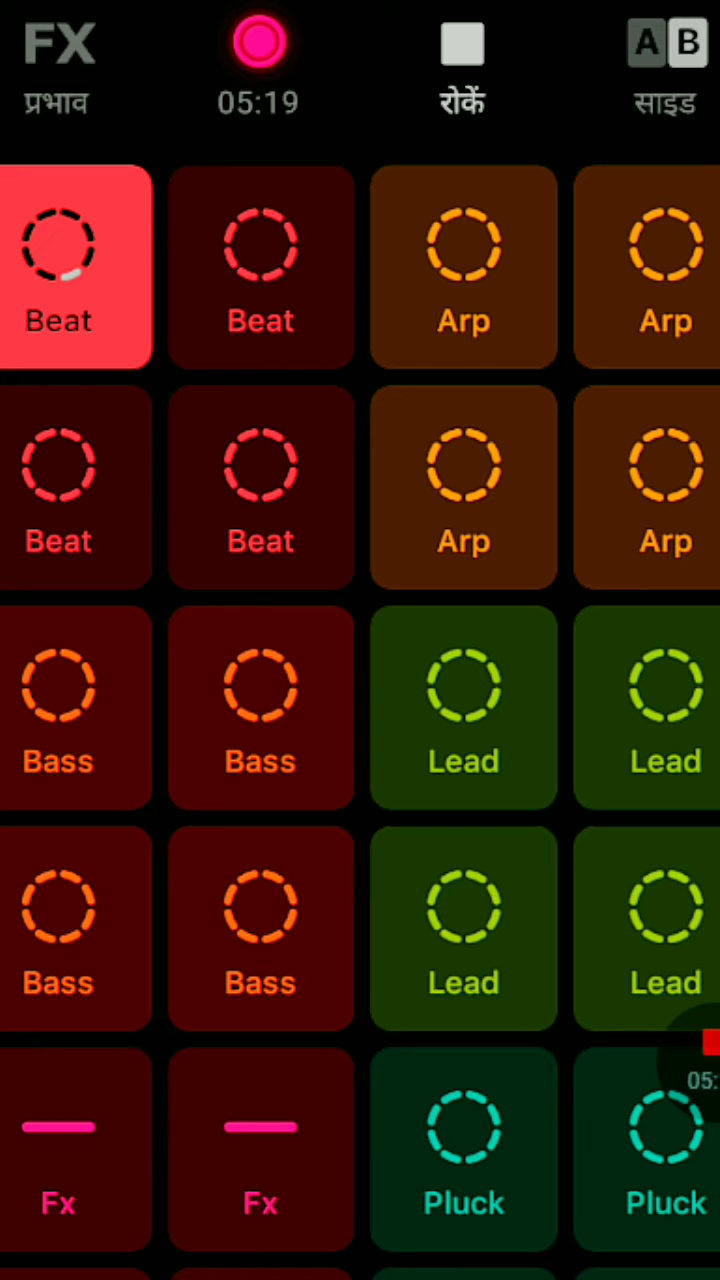 FX
A B
प्रभाव
05:19
रोकें
साइड
Beat
Beat
Arp
Arp
Beat
Beat
Arp
Arp
Bass
Bass
Lead
Lead
Bass
Bass
Lead
Lead
05:
Fx
Fx
Pluck
Pluck